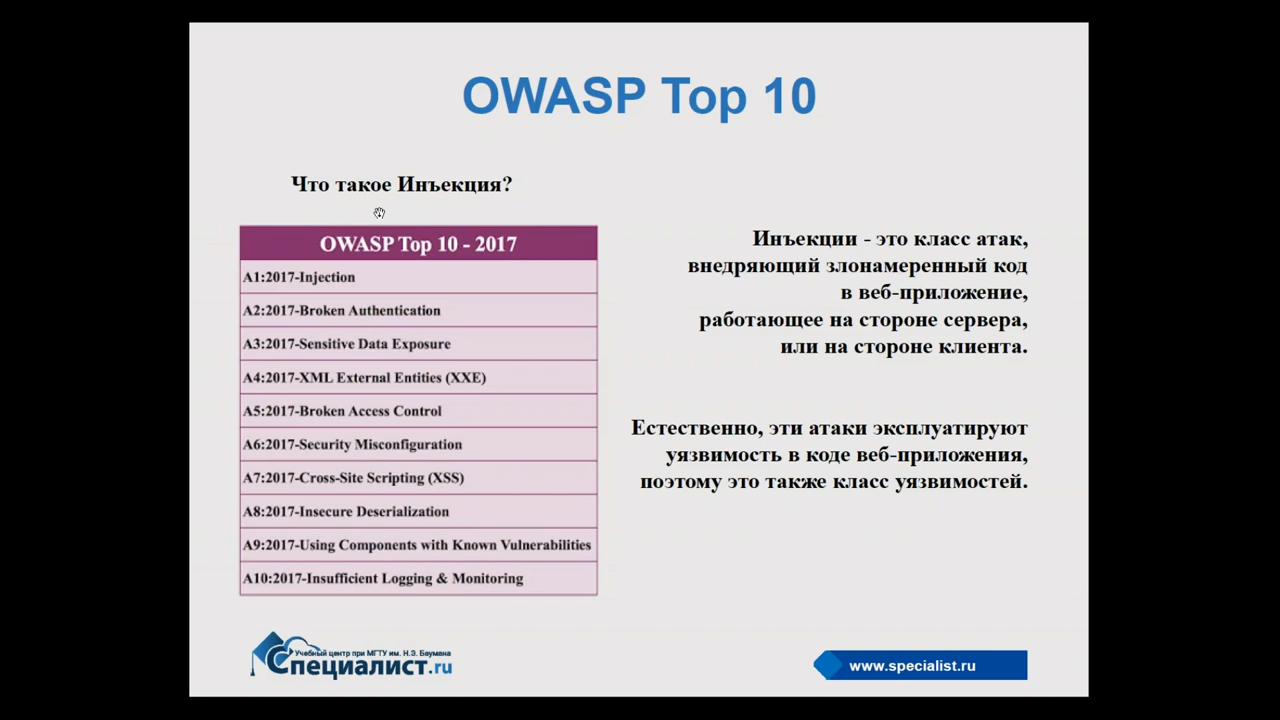 OWASP Top 10
Что такое Инъекция?
OWASP Top 10 - 2017
A1:2017-Injection
A2:2017-Broken Authentication
A3:2017-Sensitive Data Exposure
A4:2017-XML External Entities (XXE)
A5:2017-Broken Access Control
A6:2017-Security Misconfiguration
A7:2017-Cross-Site Scripting (XSS)
A8:2017-Insecure Deserialization
A9:2017-Using Components with Known Vulnerabilities
A10:2017-Insufficient Logging & Monitoring
Инъекции - это класс атак,
внедряющий злонамеренный код
в веб-приложение,
работающее на стороне сервера,
или на стороне клиента.
Естественно, эти атаки эксплуатируют
уязвимость в коде веб-приложения,
поэтому это также класс уязвимостей.
Учебный центр при МГТУ им. Н.Э. Баумана
Специалист.ru
www.specialist.ru